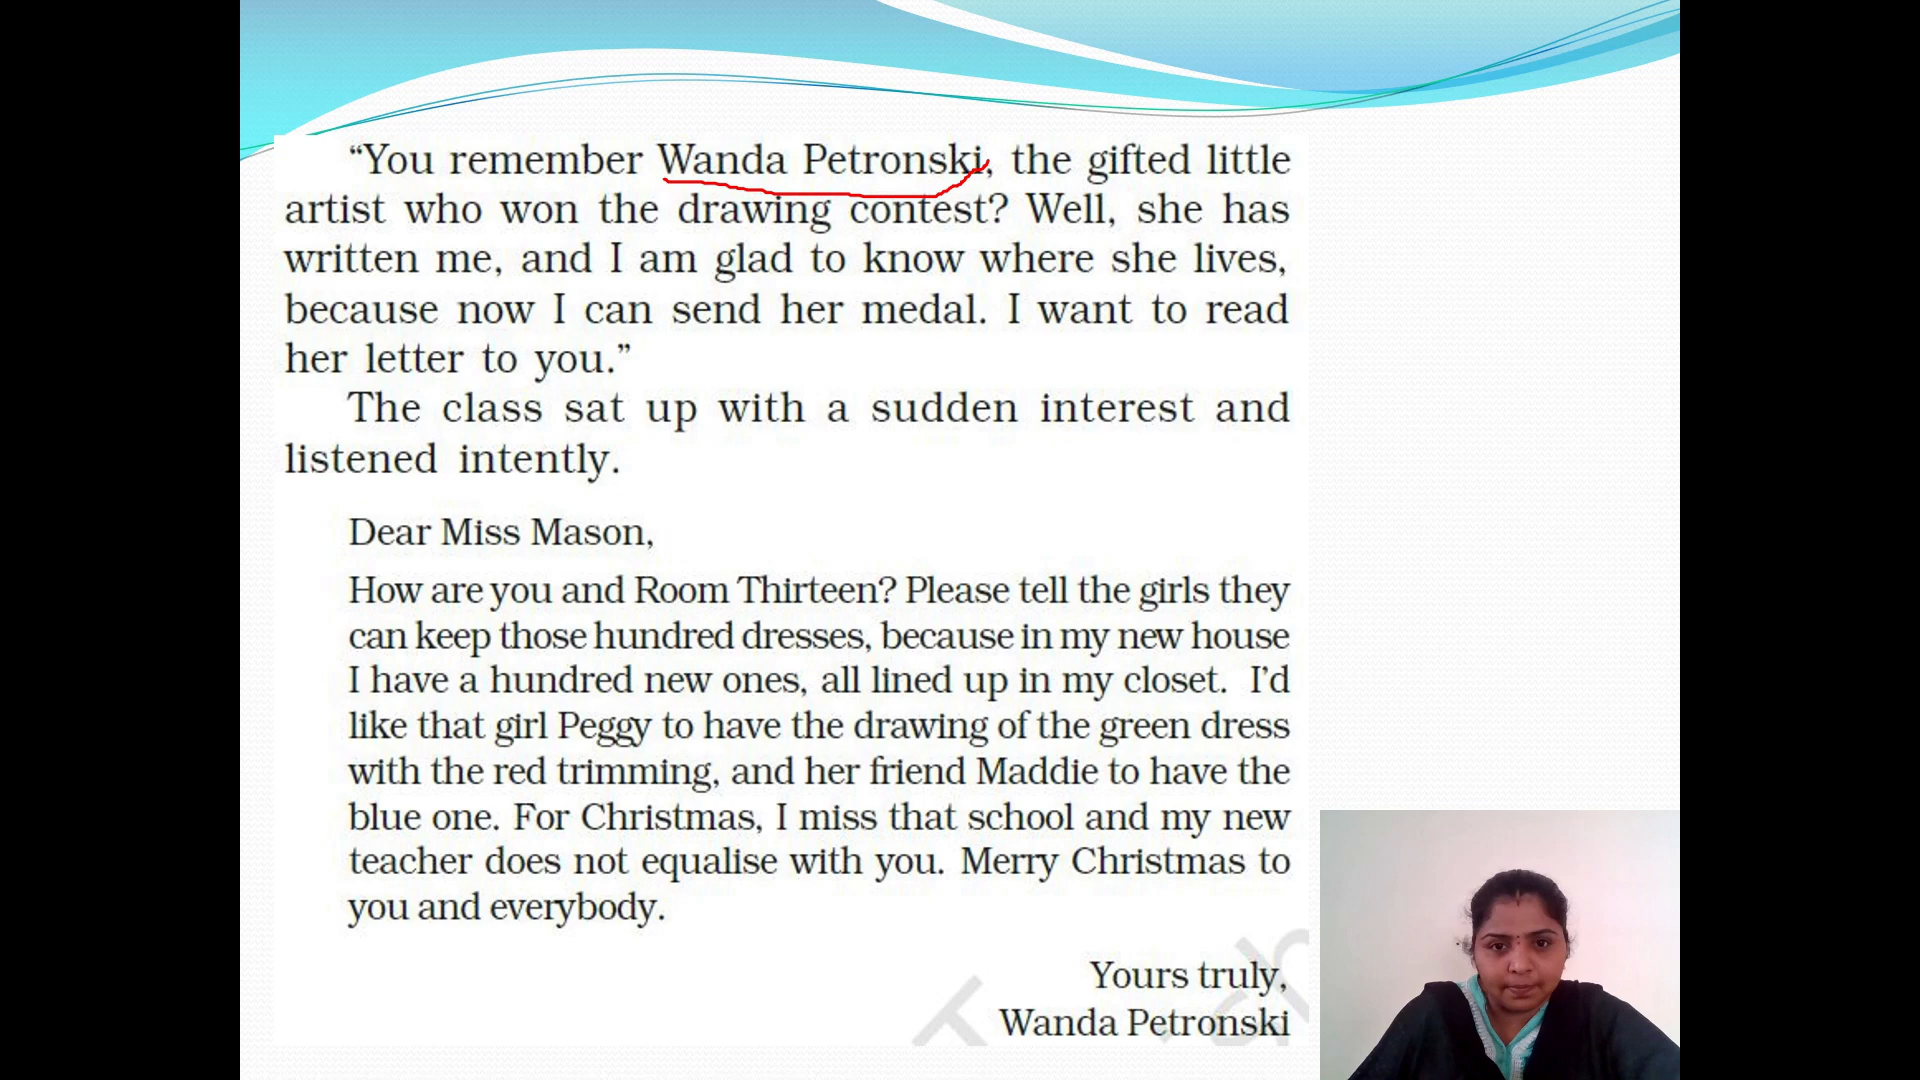 “You remember Wanda Petronski, the gifted little
artist who won the drawing contest? Well, she has
written me, and I am glad to know where she lives,
because now I can send her medal. I want to read
her letter to you.”
The class sat up with a sudden interest and
listened intently.
Dear Miss Mason,
How are you and Room Thirteen? Please tell the girls they
can keep those hundred dresses, because in my new house
I have a hundred new ones, all lined up in my closet. I’d
like that girl Peggy to have the drawing of the green dress
with the red trimming, and her friend Maddie to have the
blue one. For Christmas, I miss that school and my new
teacher does not equalise with you. Merry Christmas to
you and everybody.
Yours truly,
Wanda Petronski